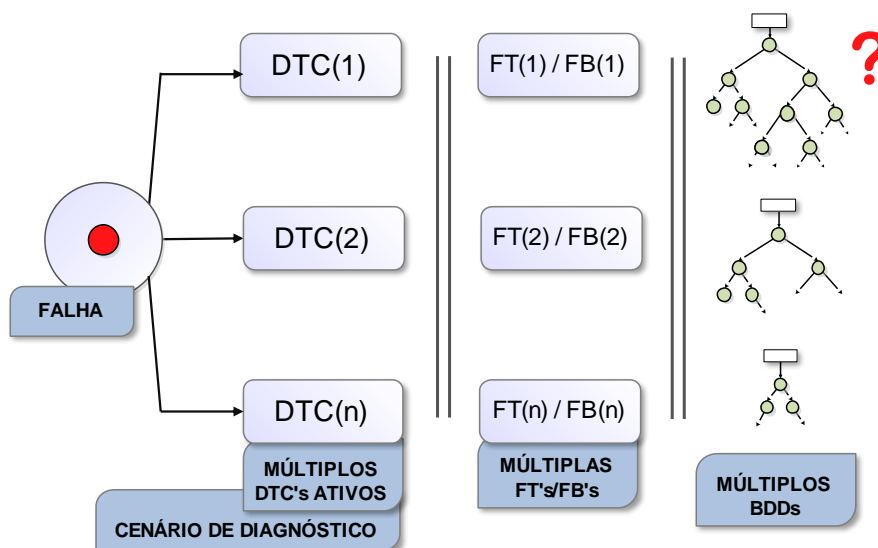 DTC(1)
FT(1) / FB(1)
?
DTC(2)
FT(2) / FB(2)
FALHA
DTC(n)
FT(n) / FB(n)
MÚLTIPLOS
DTC's ATIVOS
MÚLTIPLAS
FT's/FB's
MÚLTIPLOS
BDDs
CENÁRIO DE DIAGNÓSTICO